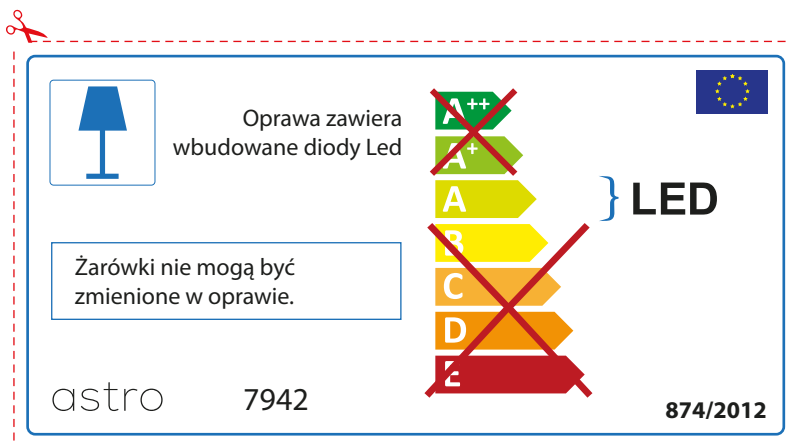 Oprawa zawiera
wbudowane diody Led
A++
A+
A
B
C
D
E
LED
Żarówki nie mogą być
zmienione w oprawie.
astro 7942
874/2012